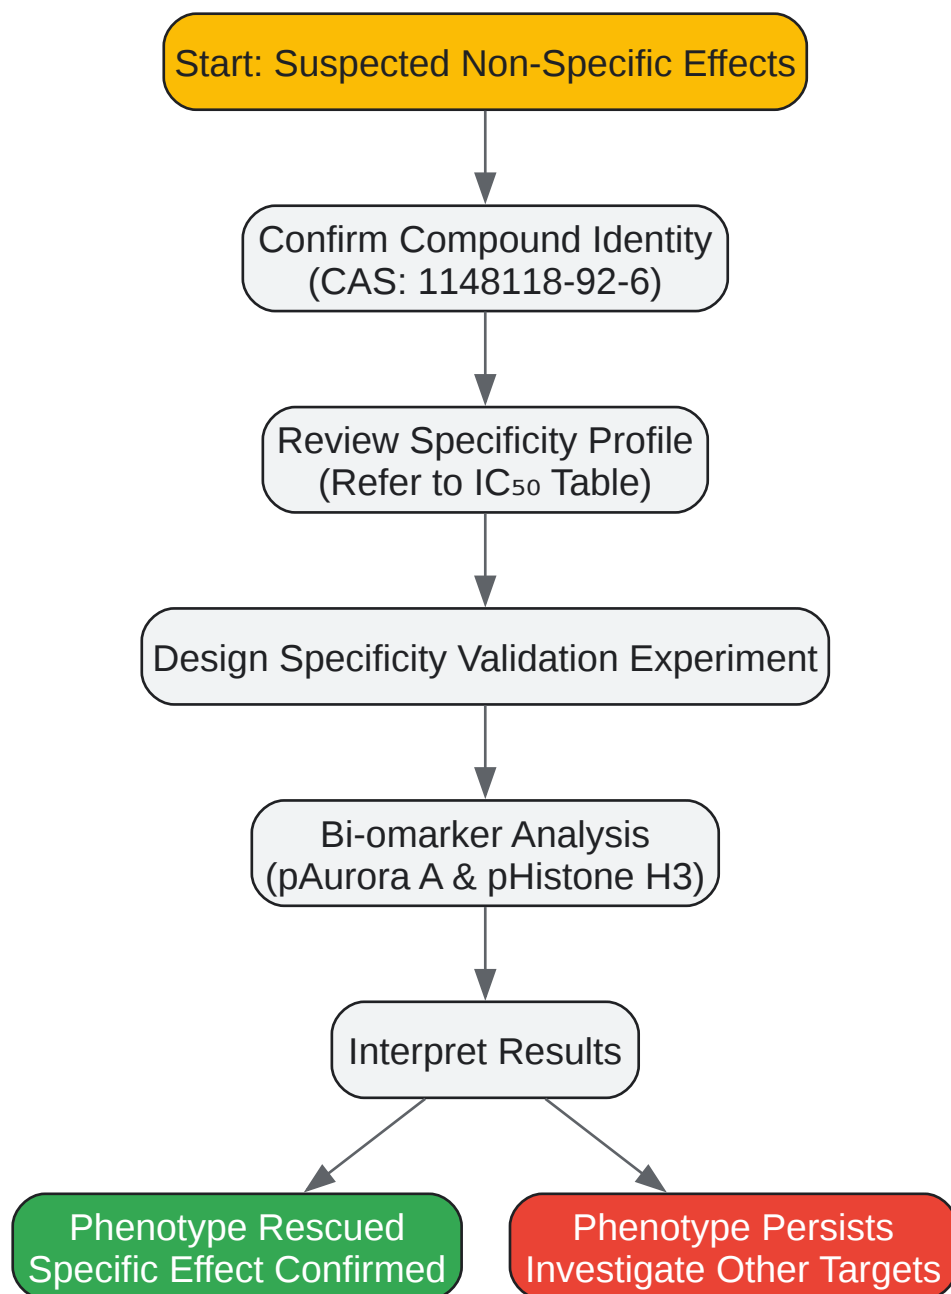 Start: Suspected Non-Specific Effects
Confirm Compound Identity
(CAS: 1148118-92-6)
Review Specificity Profile
(Refer to IC₅₀ Table)
Design Specificity Validation Experiment
Bi-omarker Analysis
(pAurora A & pHistone H3)
Interpret Results
Phenotype Rescued
Specific Effect Confirmed
Phenotype Persists
Investigate Other Targets